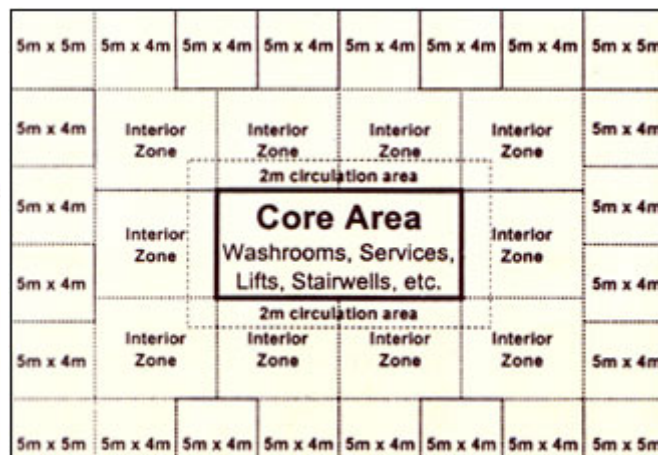 5m x 5m 5m x 4m 5m x 4m 5m x 4m 5m x 4m 5m x 4m 5m x 4m 5m x 5m
5m x 4m Interior Interior Interior Interior 5m x 4m
Zone Zone Zone Zone
2m circulation area
5m x 4m 5m x 4m
Core Area
Interior Washrooms, Services, Interior
Zone Lifts, Stairwells, etc. Zone
5m x 4m 5m x 4m
2m circulation area
5m x 4m Interior Interior Interior Interior 5m x 4m
Zone Zone Zone Zone
5m x 5m 5m x 4m 5m x 4m 5m x 4m 5m x 4m 5m x 4m 5m x 4m 5m x 5m